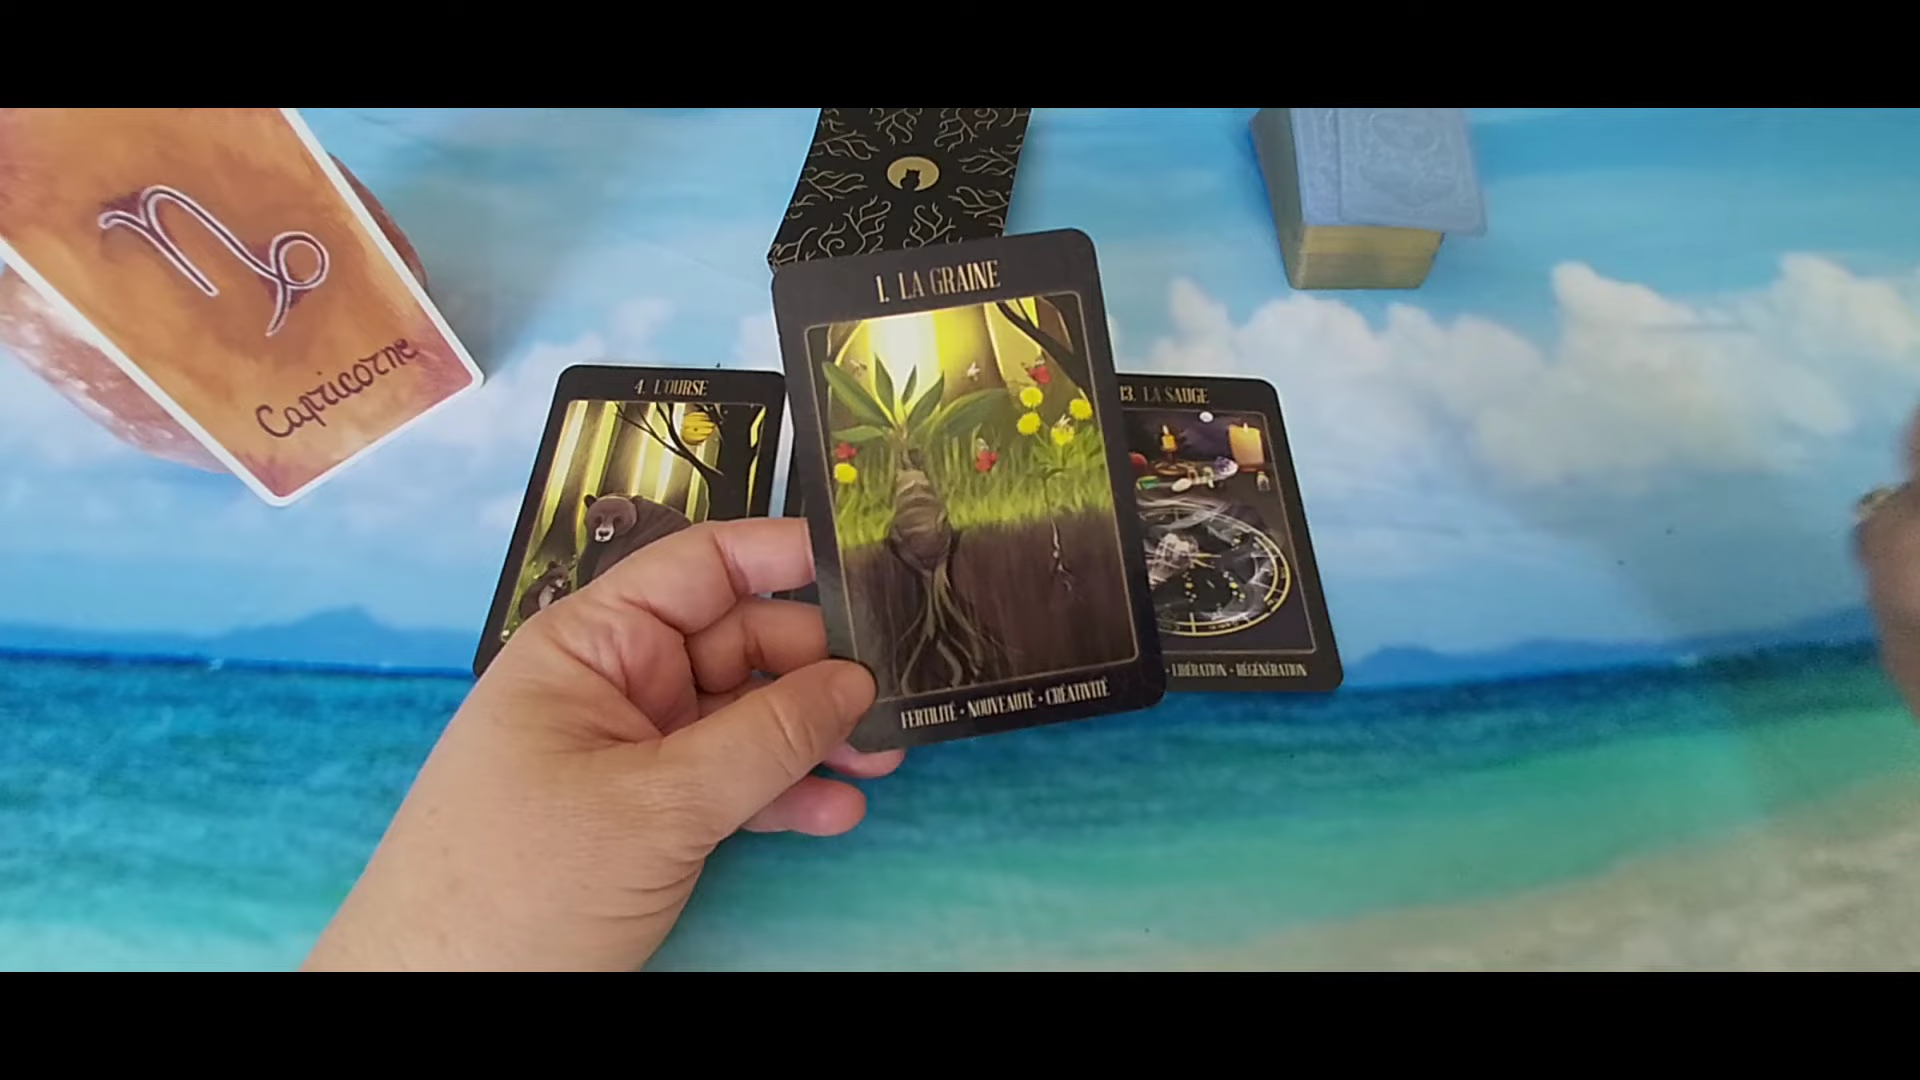 Capricorne
4. L'OURSE
1. LA GRAINE
FERTILITÉ • NOUVEAUTÉ • CRÉATIVITÉ
13. LA SAUGE
• LIBÉRATION • RÉGÉNÉRATION